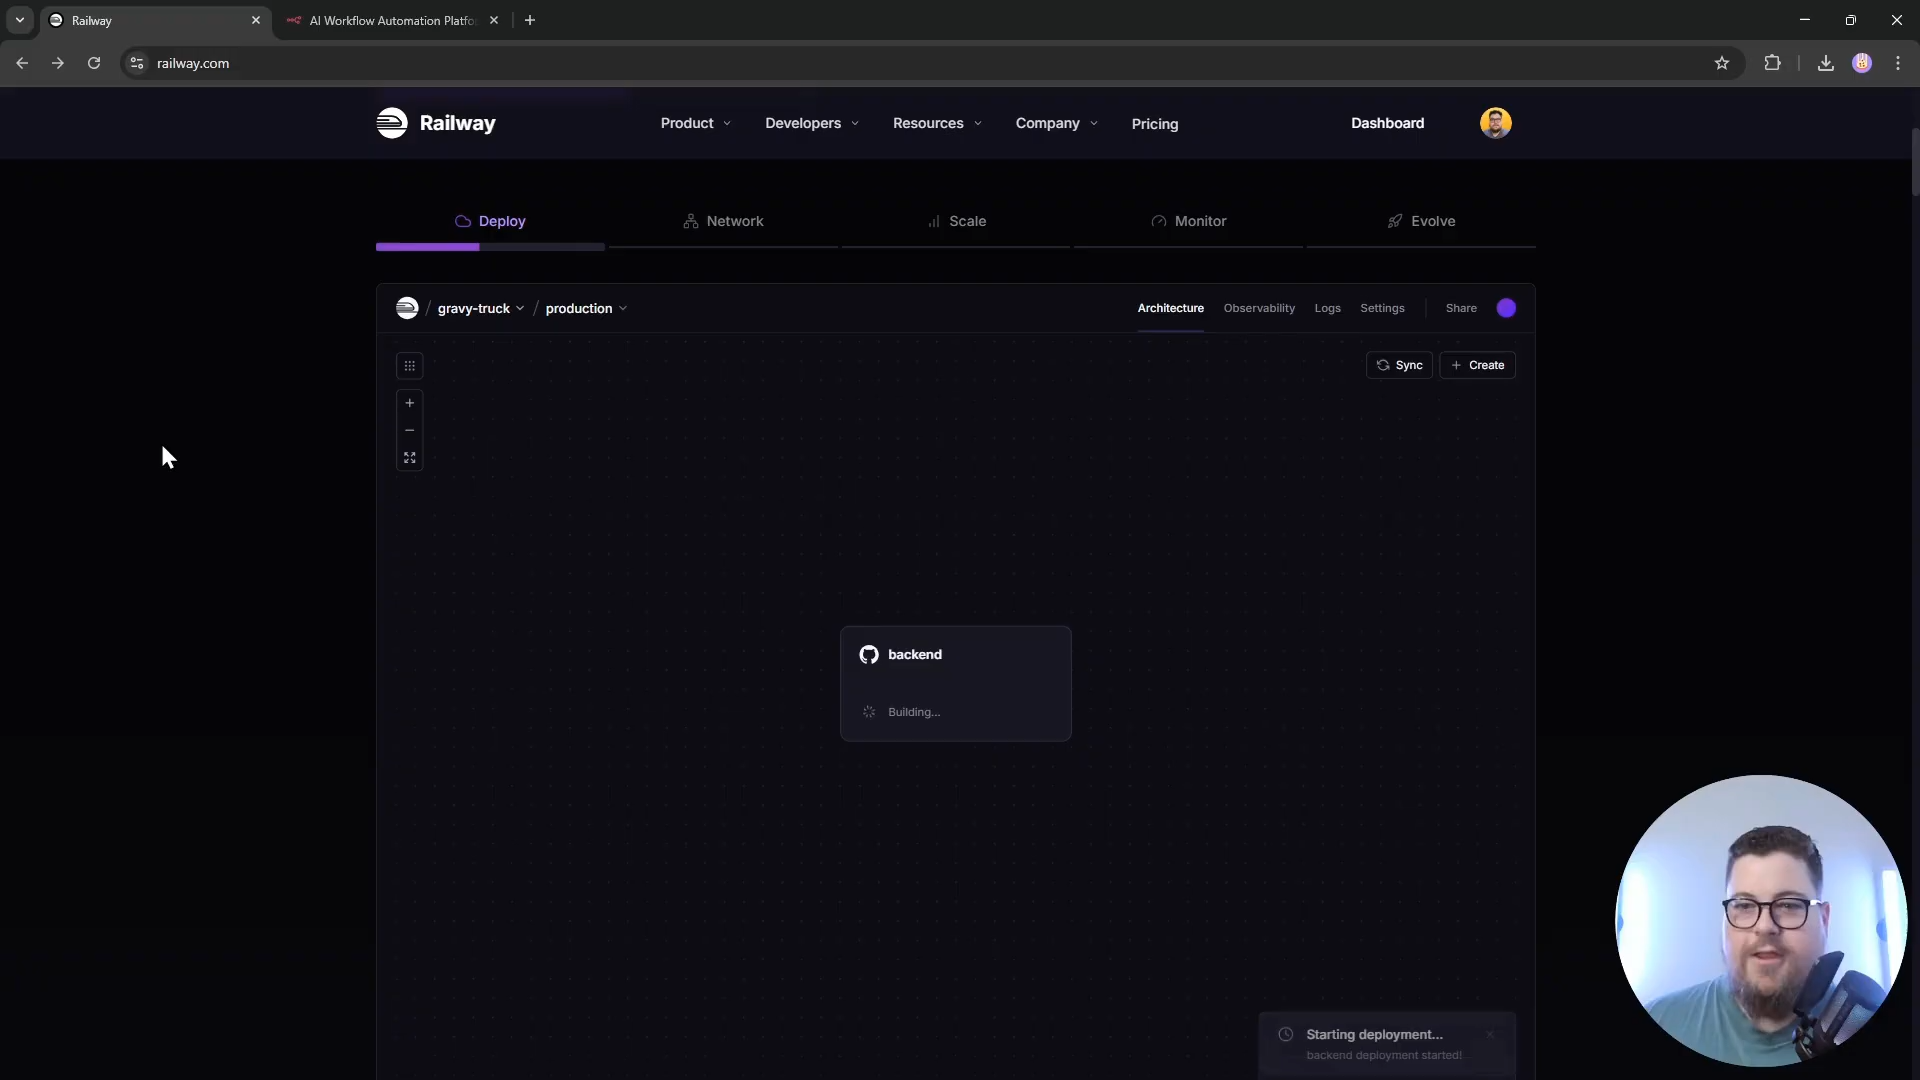 Railway
AI Workflow Automation Platfo
railway.com
Railway
Product
Developers
Resources
Company
Pricing
Dashboard
Deploy
Network
Scale
Monitor
Evolve
/ gravy-truck / production
Architecture
Observability
Logs
Settings
Share
Sync
Create
backend
Building...
Starting deployment...
backend deployment started!